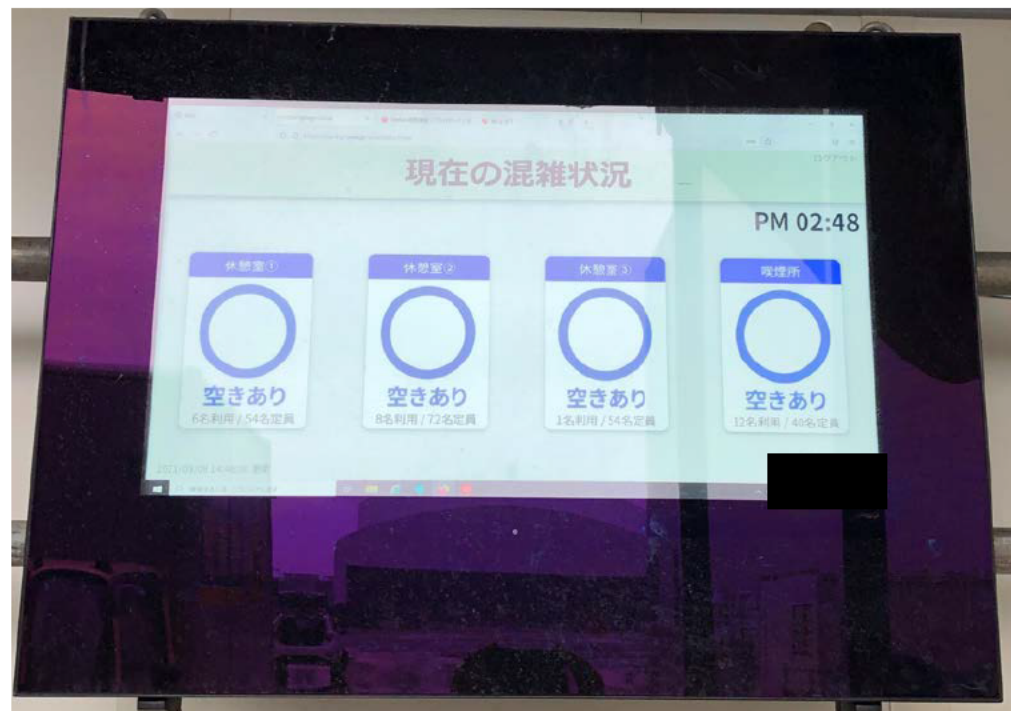 現在の混雑状況
PM 02:48
休憩室①
空きあり
6名利用 / 54名定員
休憩室②
空きあり
8名利用 / 72名定員
休憩室③
空きあり
1名利用 / 54名定員
喫煙所
空きあり
12名利用 / 40名定員